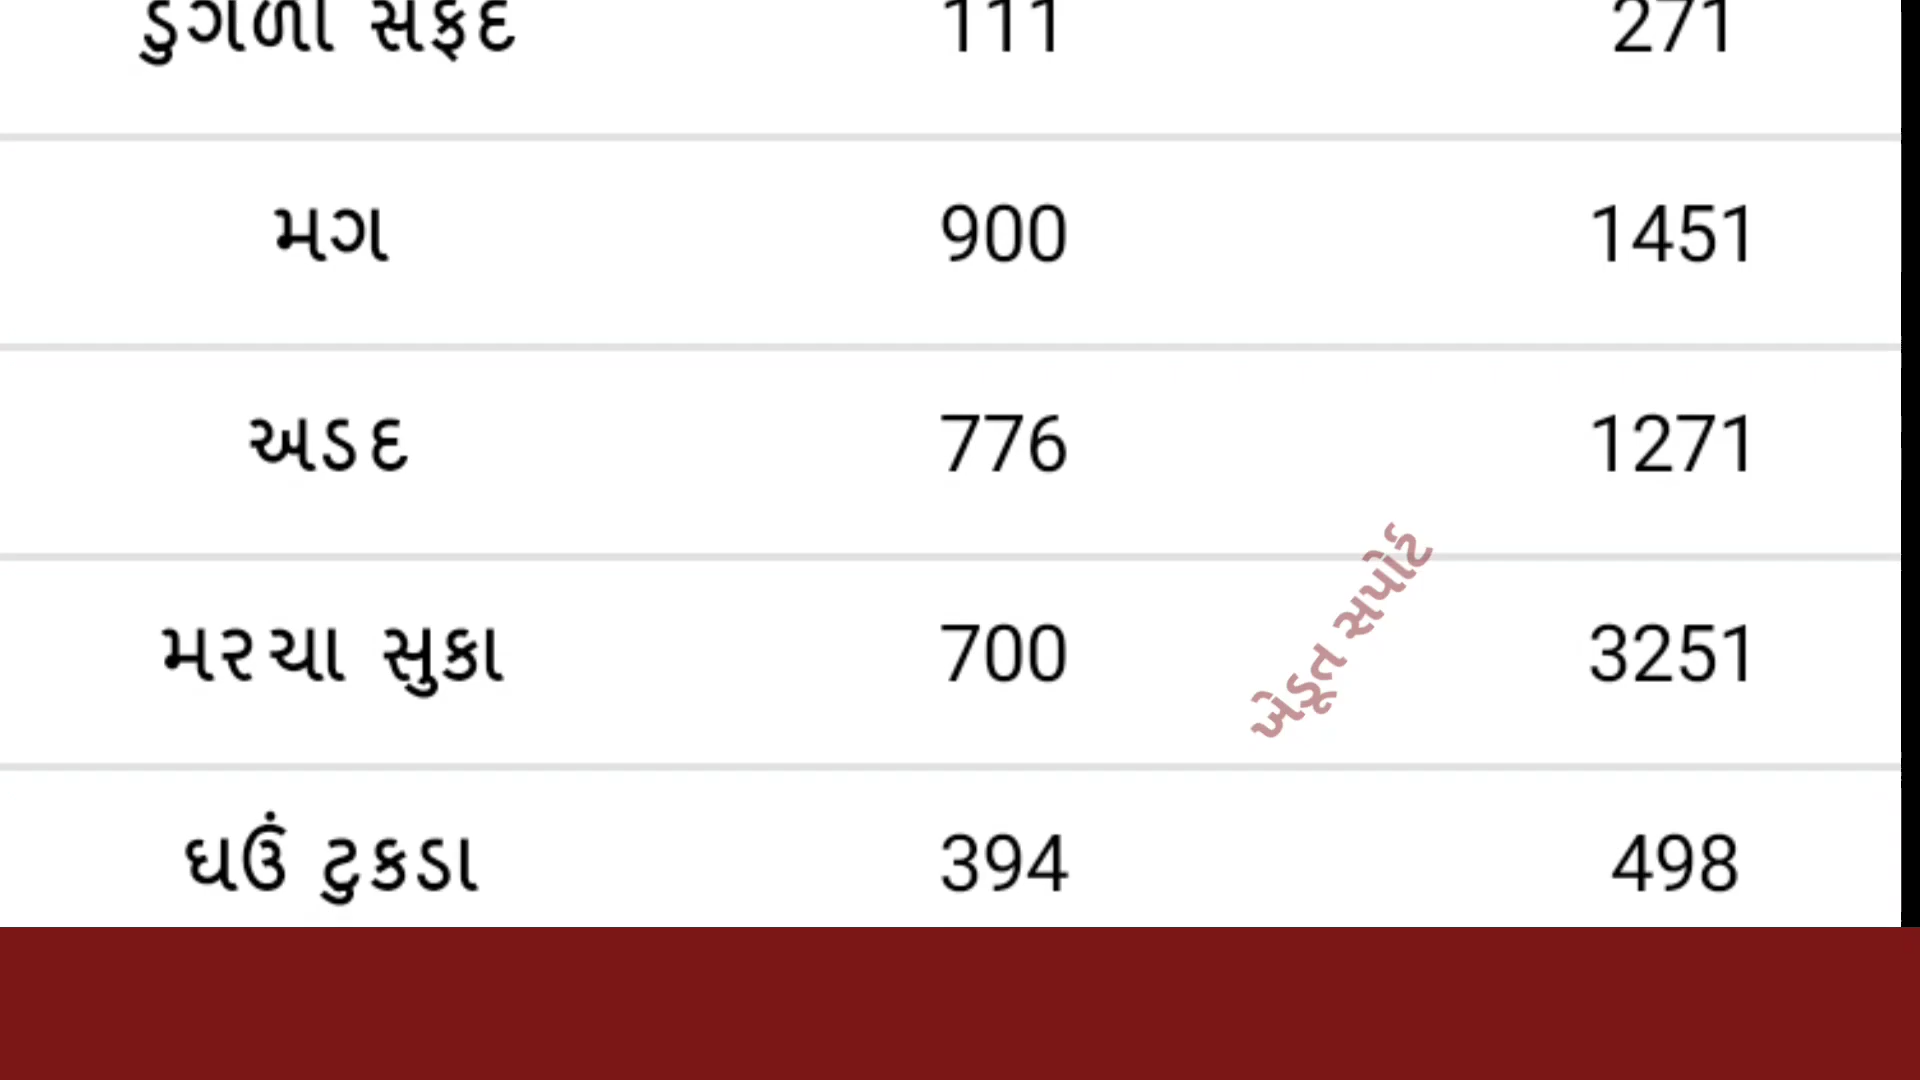 ડુંગળી સફેદ 111 271
મગ 900 1451
અડદ 776 1271
મરચા સુકા 700 3251
ખેડૂત સપોર્ટ
ઘઉં ટુકડા 394 498